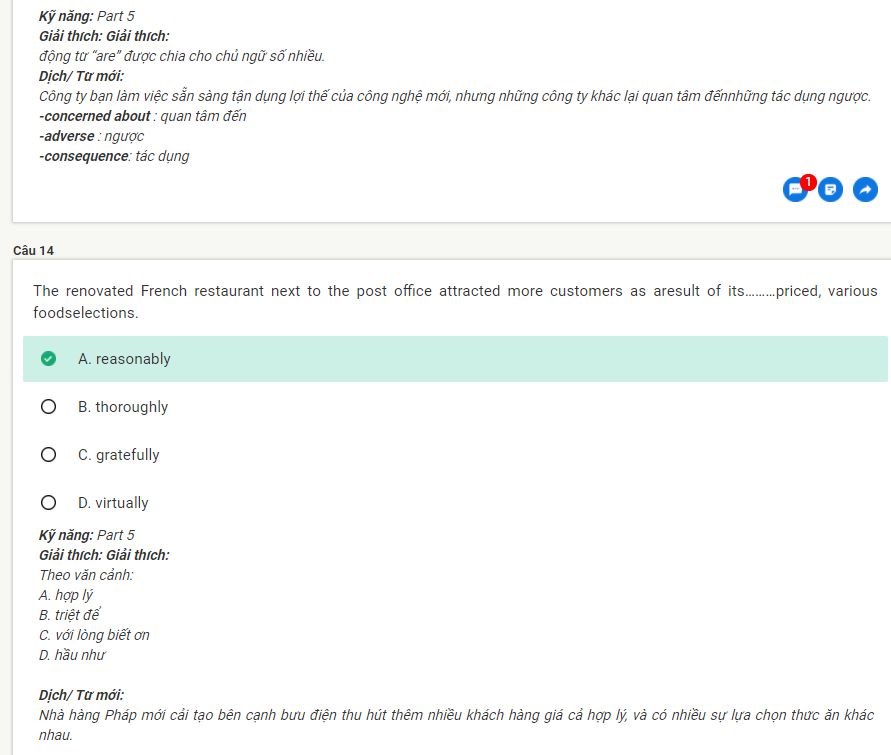 Kỹ năng: Part 5
Giải thích: Giải thích:
động từ “are” được chia cho chủ ngữ số nhiều.
Dịch/ Từ mới:
Công ty bạn làm việc sẵn sàng tận dụng lợi thế của công nghệ mới, nhưng những công ty khác lại quan tâm đếnnhững tác dụng ngược.
-concerned about : quan tâm đến
-adverse : ngược
-consequence: tác dụng
1
Câu 14
The renovated French restaurant next to the post office attracted more customers as aresult of its.........priced, various
foodselections.
A. reasonably
B. thoroughly
C. gratefully
D. virtually
Kỹ năng: Part 5
Giải thích: Giải thích:
Theo văn cảnh:
A. hợp lý
B. triệt để
C. với lòng biết ơn
D. hầu như
Dịch/ Từ mới:
Nhà hàng Pháp mới cải tạo bên cạnh bưu điện thu hút thêm nhiều khách hàng giá cả hợp lý, và có nhiều sự lựa chọn thức ăn khác
nhau.